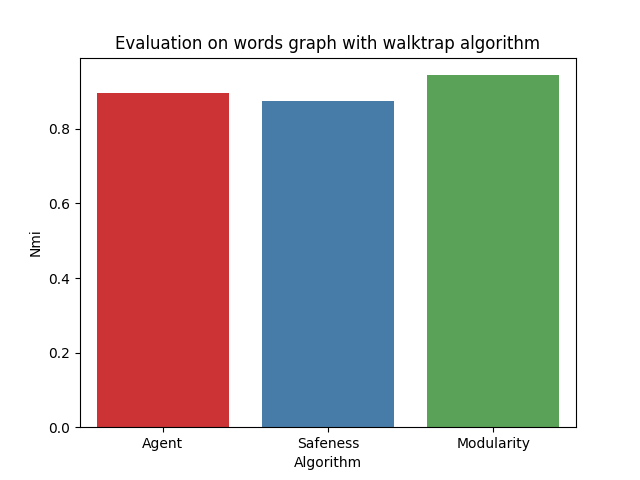 Evaluation on words graph with walktrap algorithm
0.8
0.6
0.4
0.2
0.0
Nmi
Agent
Safeness
Modularity
Algorithm